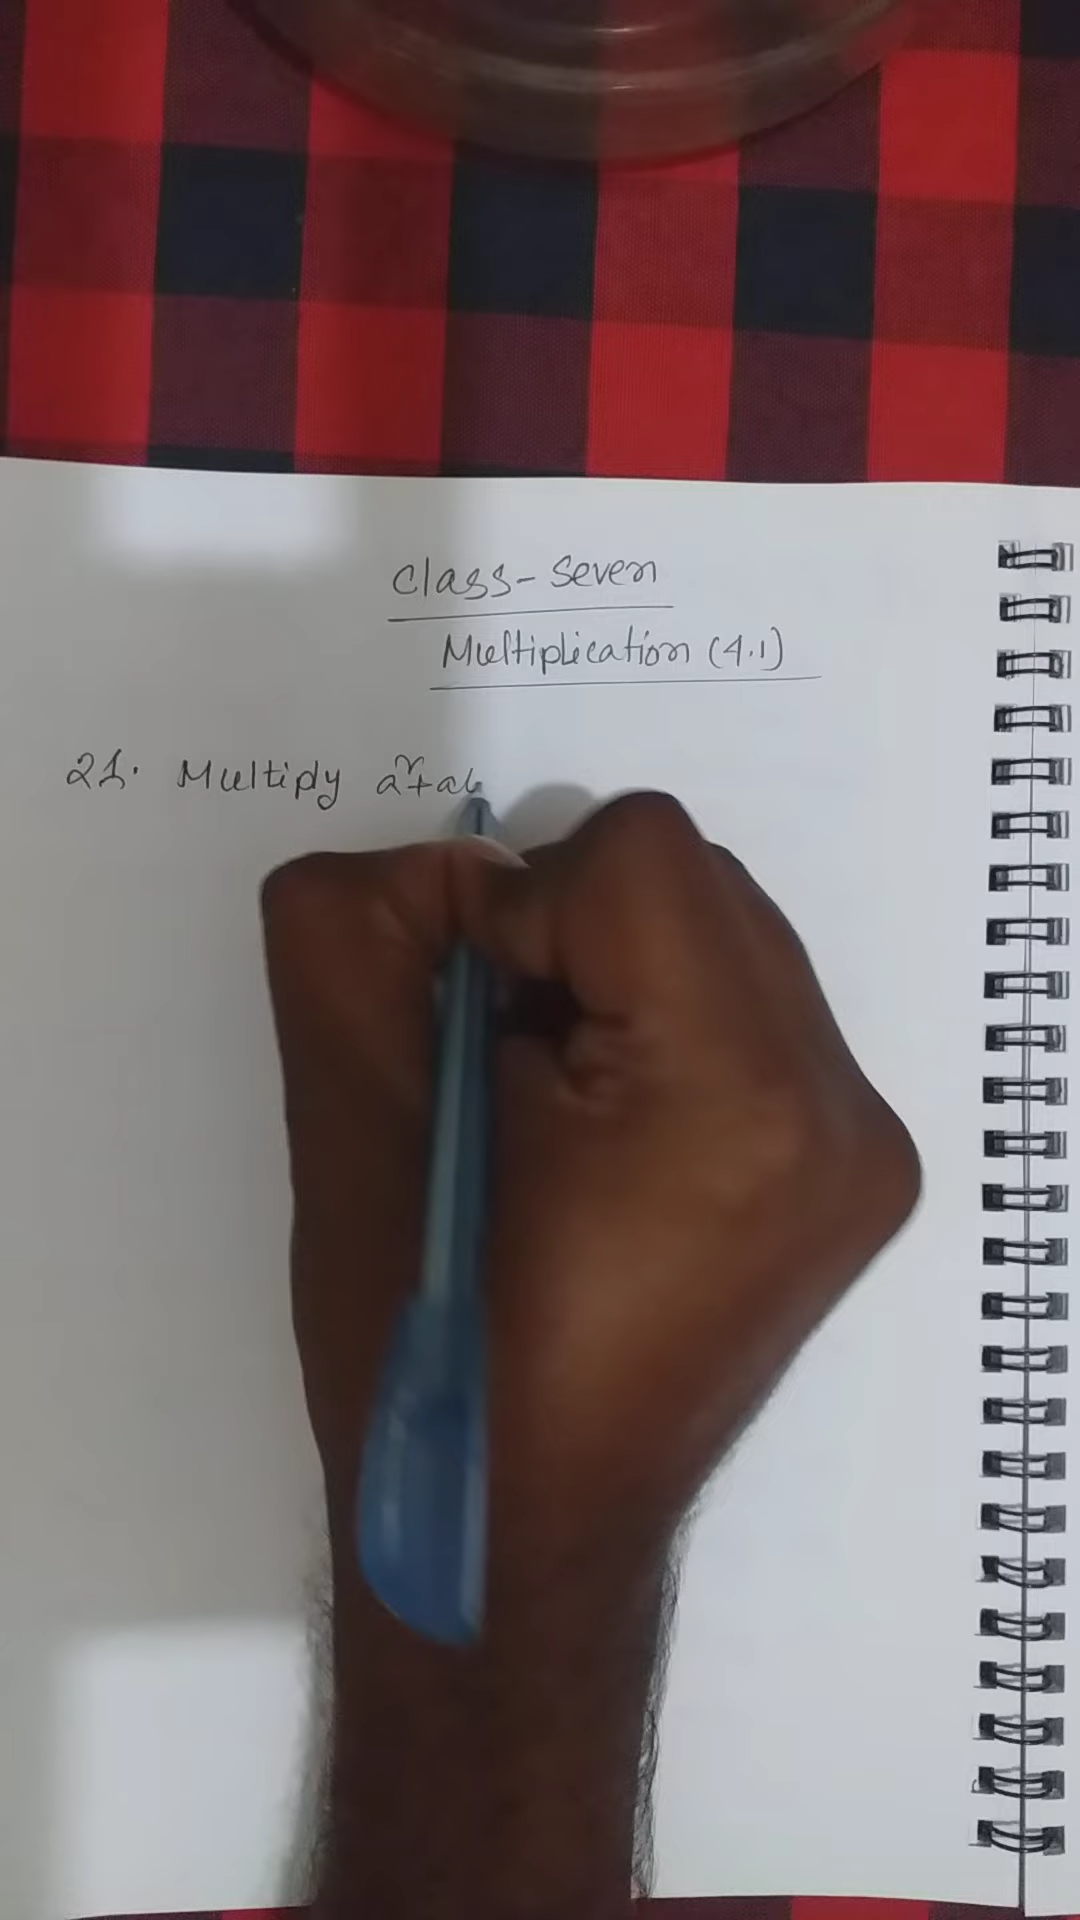 Class-Seven
Multiplication (4.1)
21. Multiply a²+ab